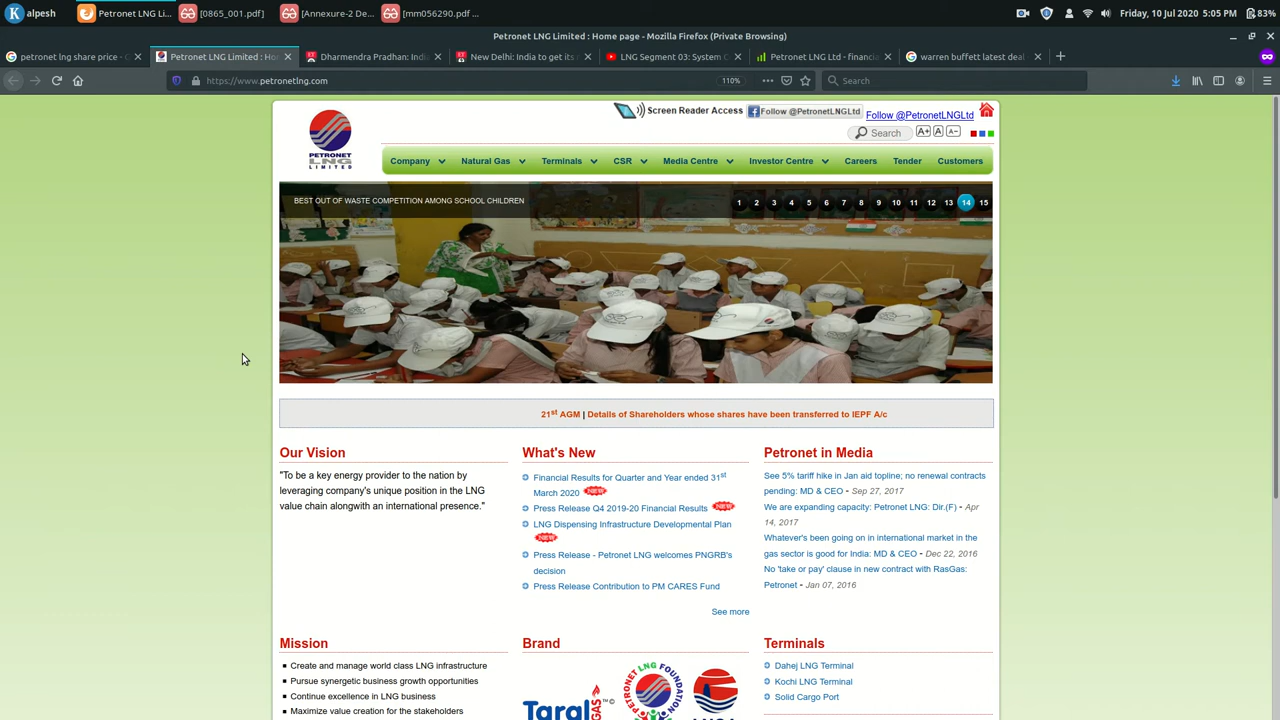 alpesh
Petronet LNG Li...
[0865_001.pdf]
[Annexure-2 De...
[mm056290.pdf ...
Friday, 10 Jul 2020
5:05 PM
83%
Petronet LNG Limited : Home page - Mozilla Firefox (Private Browsing)
petronet lng share price - G
Petronet LNG Limited : Hom
Dharmendra Pradhan: India
New Delhi: India to get its f
LNG Segment 03: System C
Petronet LNG Ltd - financia
warren buffett latest deal
https://www.petronetlng.com
110%
Search
Screen Reader Access
Follow @PetronetLNGLtd
Follow @PetronetLNGLtd
Search
A+ A A-
PETRONET
LNG
LIMITED
Company
Natural Gas
Terminals
CSR
Media Centre
Investor Centre
Careers
Tender
Customers
BEST OUT OF WASTE COMPETITION AMONG SCHOOL CHILDREN
1 2 3 4 5 6 7 8 9 10 11 12 13 14 15
21st AGM | Details of Shareholders whose shares have been transferred to IEPF A/c
Our Vision
"To be a key energy provider to the nation by
leveraging company's unique position in the LNG
value chain alongwith an international presence."
What's New
Financial Results for Quarter and Year ended 31st
March 2020 NEW
Press Release Q4 2019-20 Financial Results NEW
LNG Dispensing Infrastructure Developmental Plan
NEW
Press Release - Petronet LNG welcomes PNGRB's
decision
Press Release Contribution to PM CARES Fund
See more
Petronet in Media
See 5% tariff hike in Jan aid topline; no renewal contracts
pending: MD & CEO - Sep 27, 2017
We are expanding capacity: Petronet LNG: Dir.(F) - Apr
14, 2017
Whatever's been going on in international market in the
gas sector is good for India: MD & CEO - Dec 22, 2016
No 'take or pay' clause in new contract with RasGas:
Petronet - Jan 07, 2016
Mission
Create and manage world class LNG infrastructure
Pursue synergetic business growth opportunities
Continue excellence in LNG business
Maximize value creation for the stakeholders
Brand
Taral GAS TM ©
PETRONET LNG FOUNDATION
Terminals
Dahej LNG Terminal
Kochi LNG Terminal
Solid Cargo Port